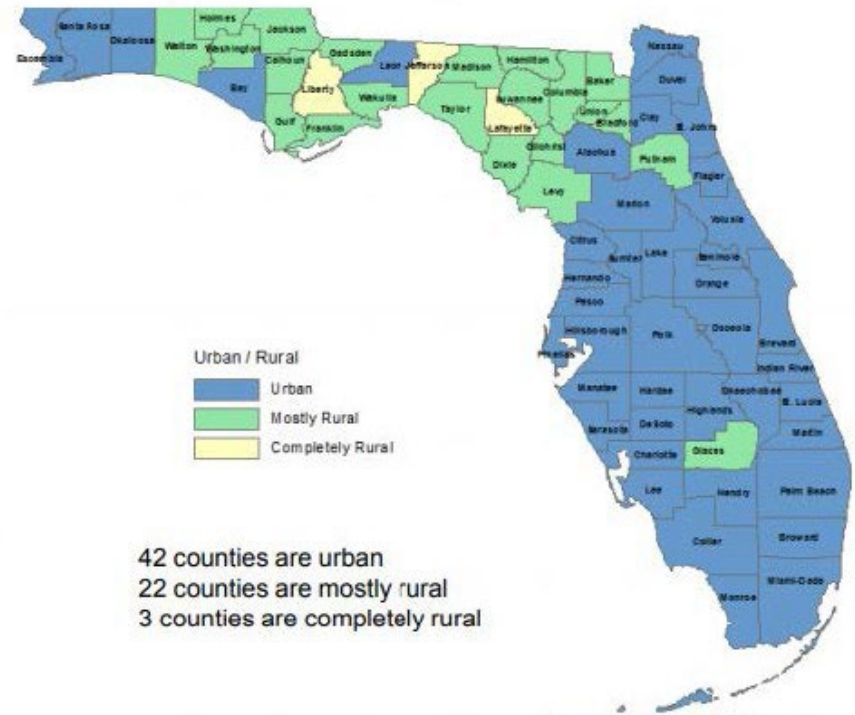 Holmes
Jackson
Santa Rosa
Okaloosa
Walton
Washington
Escambia
Bay
Calhoun
Gadsden
Leon
Jefferson
Madison
Hamilton
Liberty
Wakulla
Gulf
Franklin
Taylor
Suwannee
Columbia
Baker
Union
Bradford
Lafayette
Gilchrist
Dixie
Levy
Nassau
Duval
Clay
St. Johns
Alachua
Putnam
Flagler
Marion
Volusia
Citrus
Sumter
Lake
Seminole
Hernando
Orange
Pasco
Hillsborough
Polk
Osceola
Brevard
Pinellas
Indian River
Manatee
Hardee
Okeechobee
Highlands
St. Lucie
Sarasota
DeSoto
Martin
Charlotte
Glades
Lee
Hendry
Palm Beach
Collier
Broward
Monroe
Miami-Dade
Urban / Rural
Urban
Mostly Rural
Completely Rural
42 counties are urban
22 counties are mostly rural
3 counties are completely rural